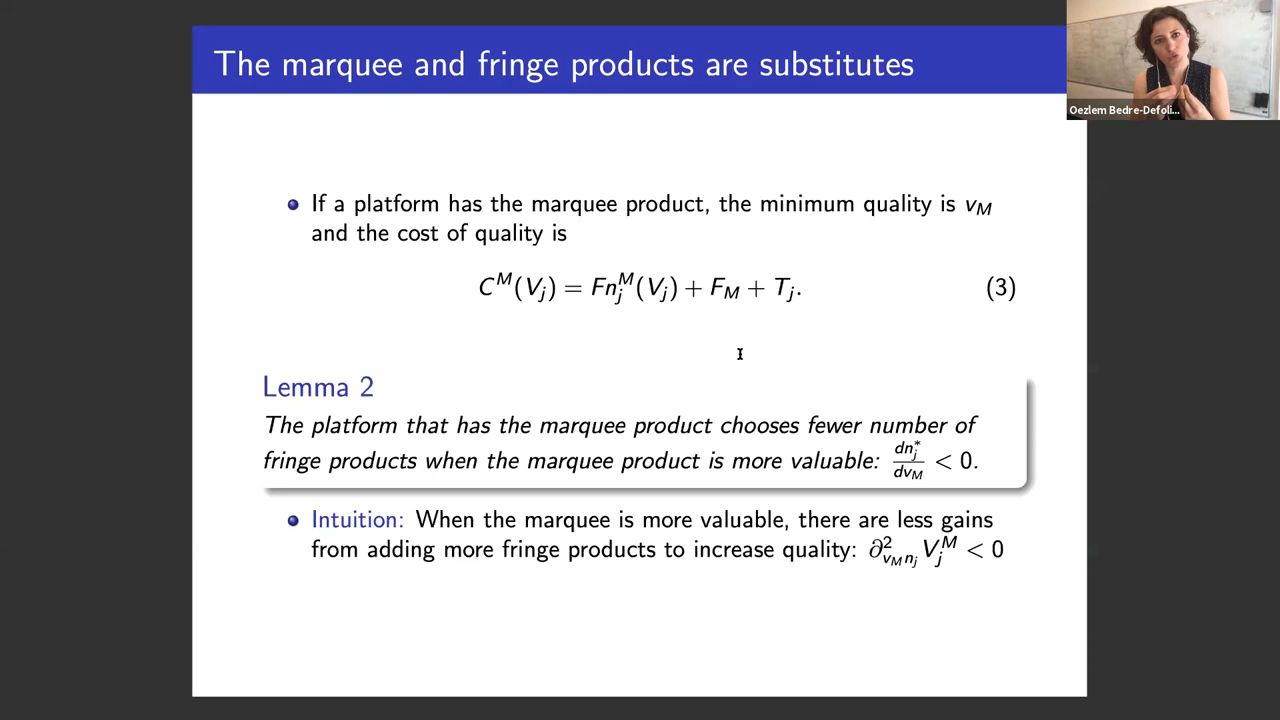 The marquee and fringe products are substitutes
Oezlem Bedre-Defoli...
If a platform has the marquee product, the minimum quality is v_M
and the cost of quality is
C^M(V_j) = Fn_j^M(V_j) + F_M + T_j. (3)
Lemma 2
The platform that has the marquee product chooses fewer number of
fringe products when the marquee product is more valuable: dn_j^*/dv_M < 0.
Intuition: When the marquee is more valuable, there are less gains
from adding more fringe products to increase quality: ∂²_{v_M n_j} V_j^M < 0